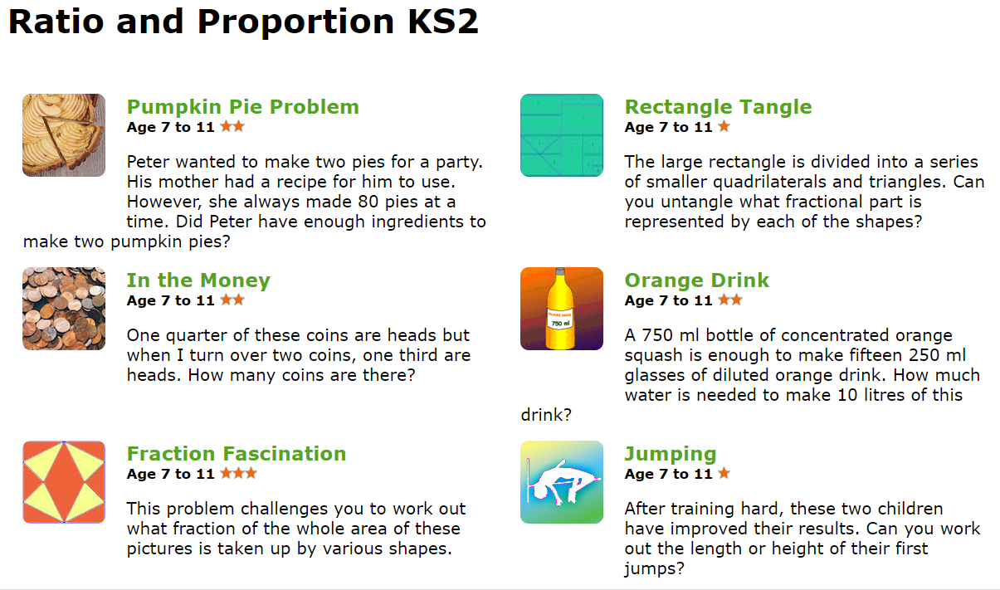 Ratio and Proportion KS2
Pumpkin Pie Problem
Age 7 to 11
Peter wanted to make two pies for a party.
His mother had a recipe for him to use.
However, she always made 80 pies at a
time. Did Peter have enough ingredients to
make two pumpkin pies?
Rectangle Tangle
Age 7 to 11
The large rectangle is divided into a series
of smaller quadrilaterals and triangles. Can
you untangle what fractional part is
represented by each of the shapes?
In the Money
Age 7 to 11
One quarter of these coins are heads but
when I turn over two coins, one third are
heads. How many coins are there?
Orange Drink
Age 7 to 11
750 ml
A 750 ml bottle of concentrated orange
squash is enough to make fifteen 250 ml
glasses of diluted orange drink. How much
water is needed to make 10 litres of this
drink?
Fraction Fascination
Age 7 to 11
This problem challenges you to work out
what fraction of the whole area of these
pictures is taken up by various shapes.
Jumping
Age 7 to 11
After training hard, these two children
have improved their results. Can you work
out the length or height of their first
jumps?